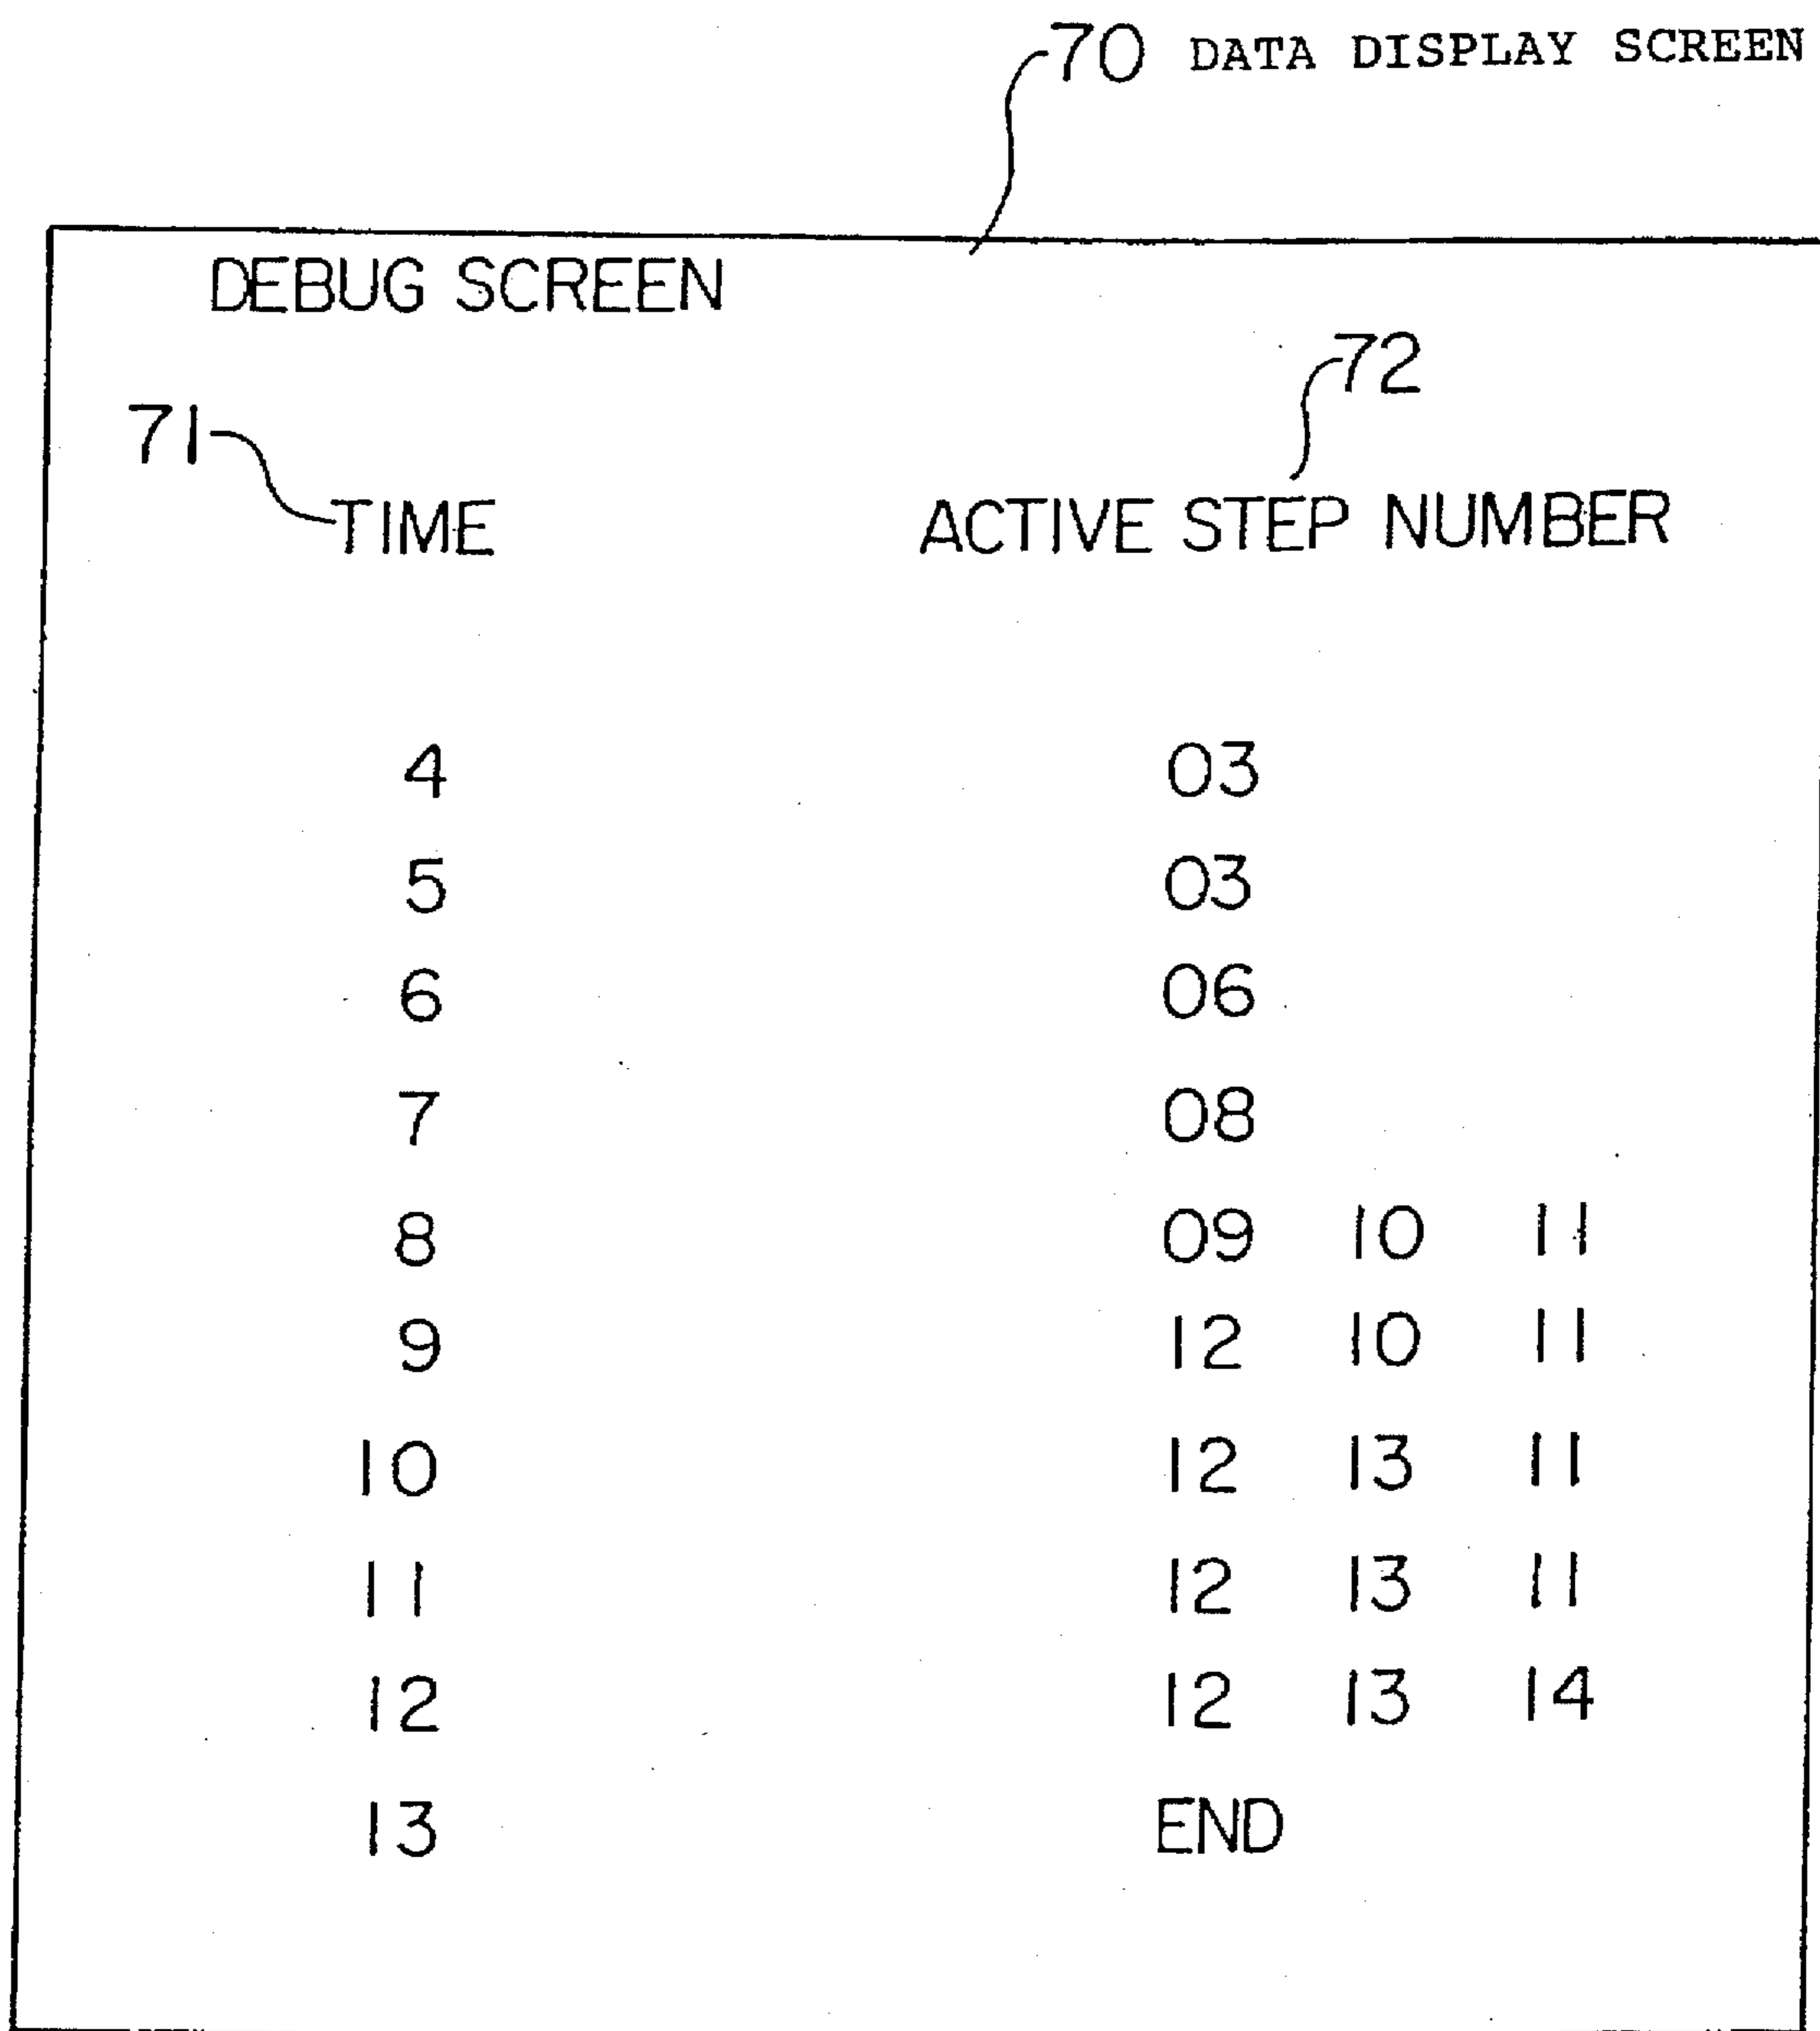 70 DATA DISPLAY SCREEN
DEBUG SCREEN
72
71
TIME ACTIVE STEP NUMBER
4 03
5 03
6 06
7 08
8 09 10 11
9 12 10 11
10 12 13 11
11 12 13 11
12 12 13 14
13 END